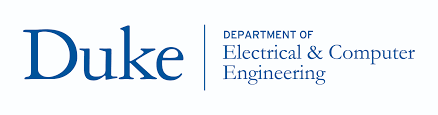 Duke
DEPARTMENT OF
Electrical & Computer
Engineering